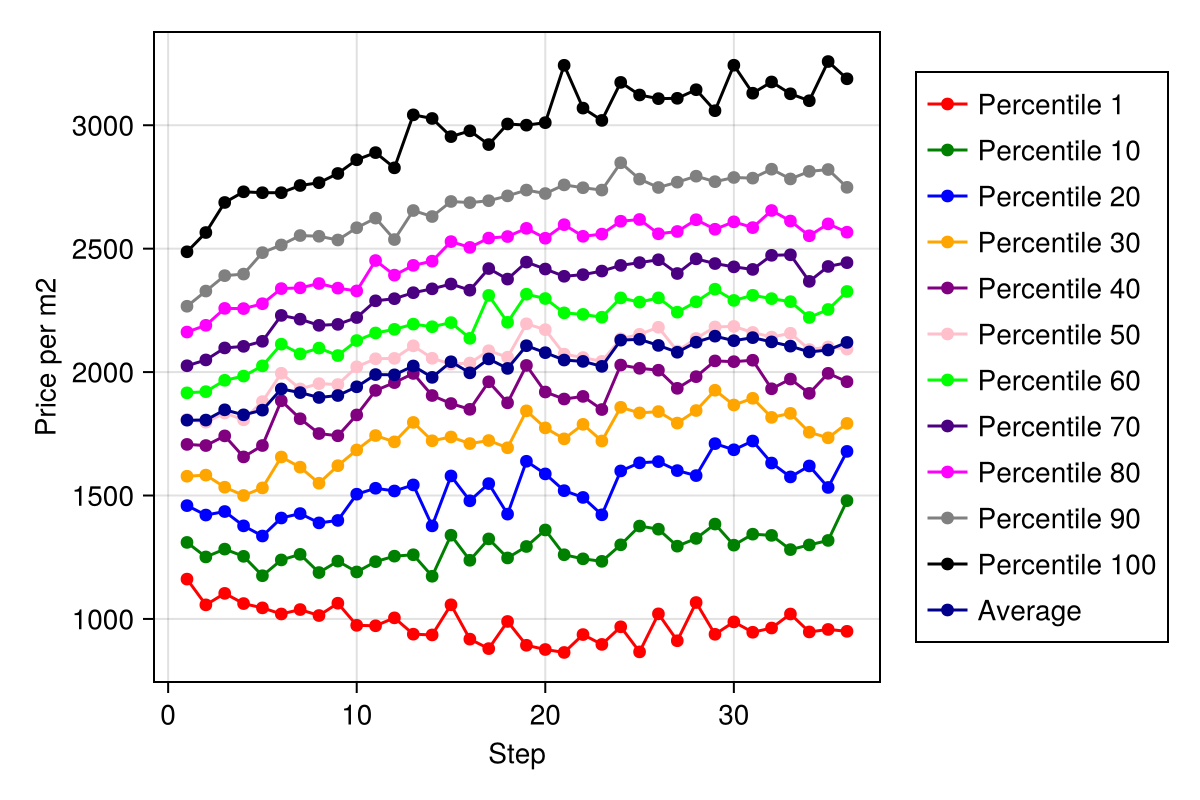 Price per m2
3000
2500
2000
1500
1000
0 10 20 30
Step
Percentile 1
Percentile 10
Percentile 20
Percentile 30
Percentile 40
Percentile 50
Percentile 60
Percentile 70
Percentile 80
Percentile 90
Percentile 100
Average